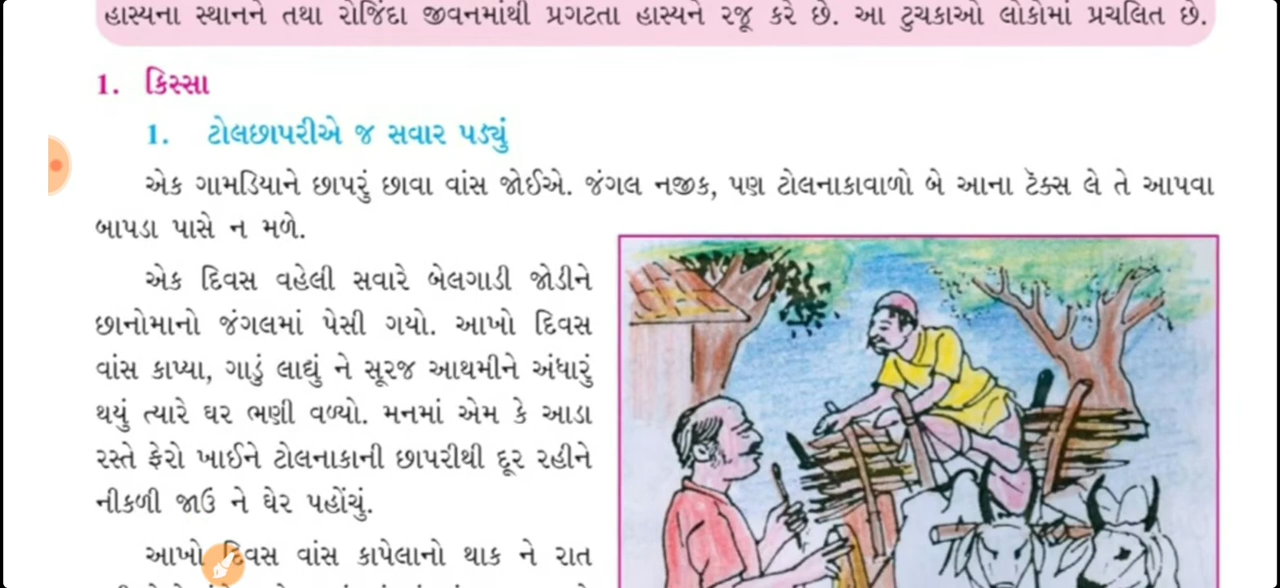 હાસ્યના સ્થાનને તથા રોજિંદા જીવનમાંથી પ્રગટતા હાસ્યને રજૂ કરે છે. આ ટુચકાઓ લોકોમાં પ્રચલિત છે.
1. કિસ્સા
1. ટોલછાપરીએ જ સવાર પડ્યું
એક ગામડિયાને છાપરું છાવા વાંસ જોઈએ. જંગલ નજીક, પણ ટોલનાકાવાળો બે આના ટૅક્સ લે તે આપવા
બાપડા પાસે ન મળે.
એક દિવસ વહેલી સવારે બેલગાડી જોડીને
છાનોમાનો જંગલમાં પેસી ગયો. આખો દિવસ
વાંસ કાપ્યા, ગાડું લાદ્યું ને સૂરજ આથમીને અંધારું
થયું ત્યારે ઘર ભણી વળ્યો. મનમાં એમ કે આડા
રસ્તે ફેરો ખાઈને ટોલનાકાની છાપરીથી દૂર રહીને
નીકળી જાઉ ને ઘેર પહોંચું.
આખો દિવસ વાંસ કાપેલાનો થાક ને રાત